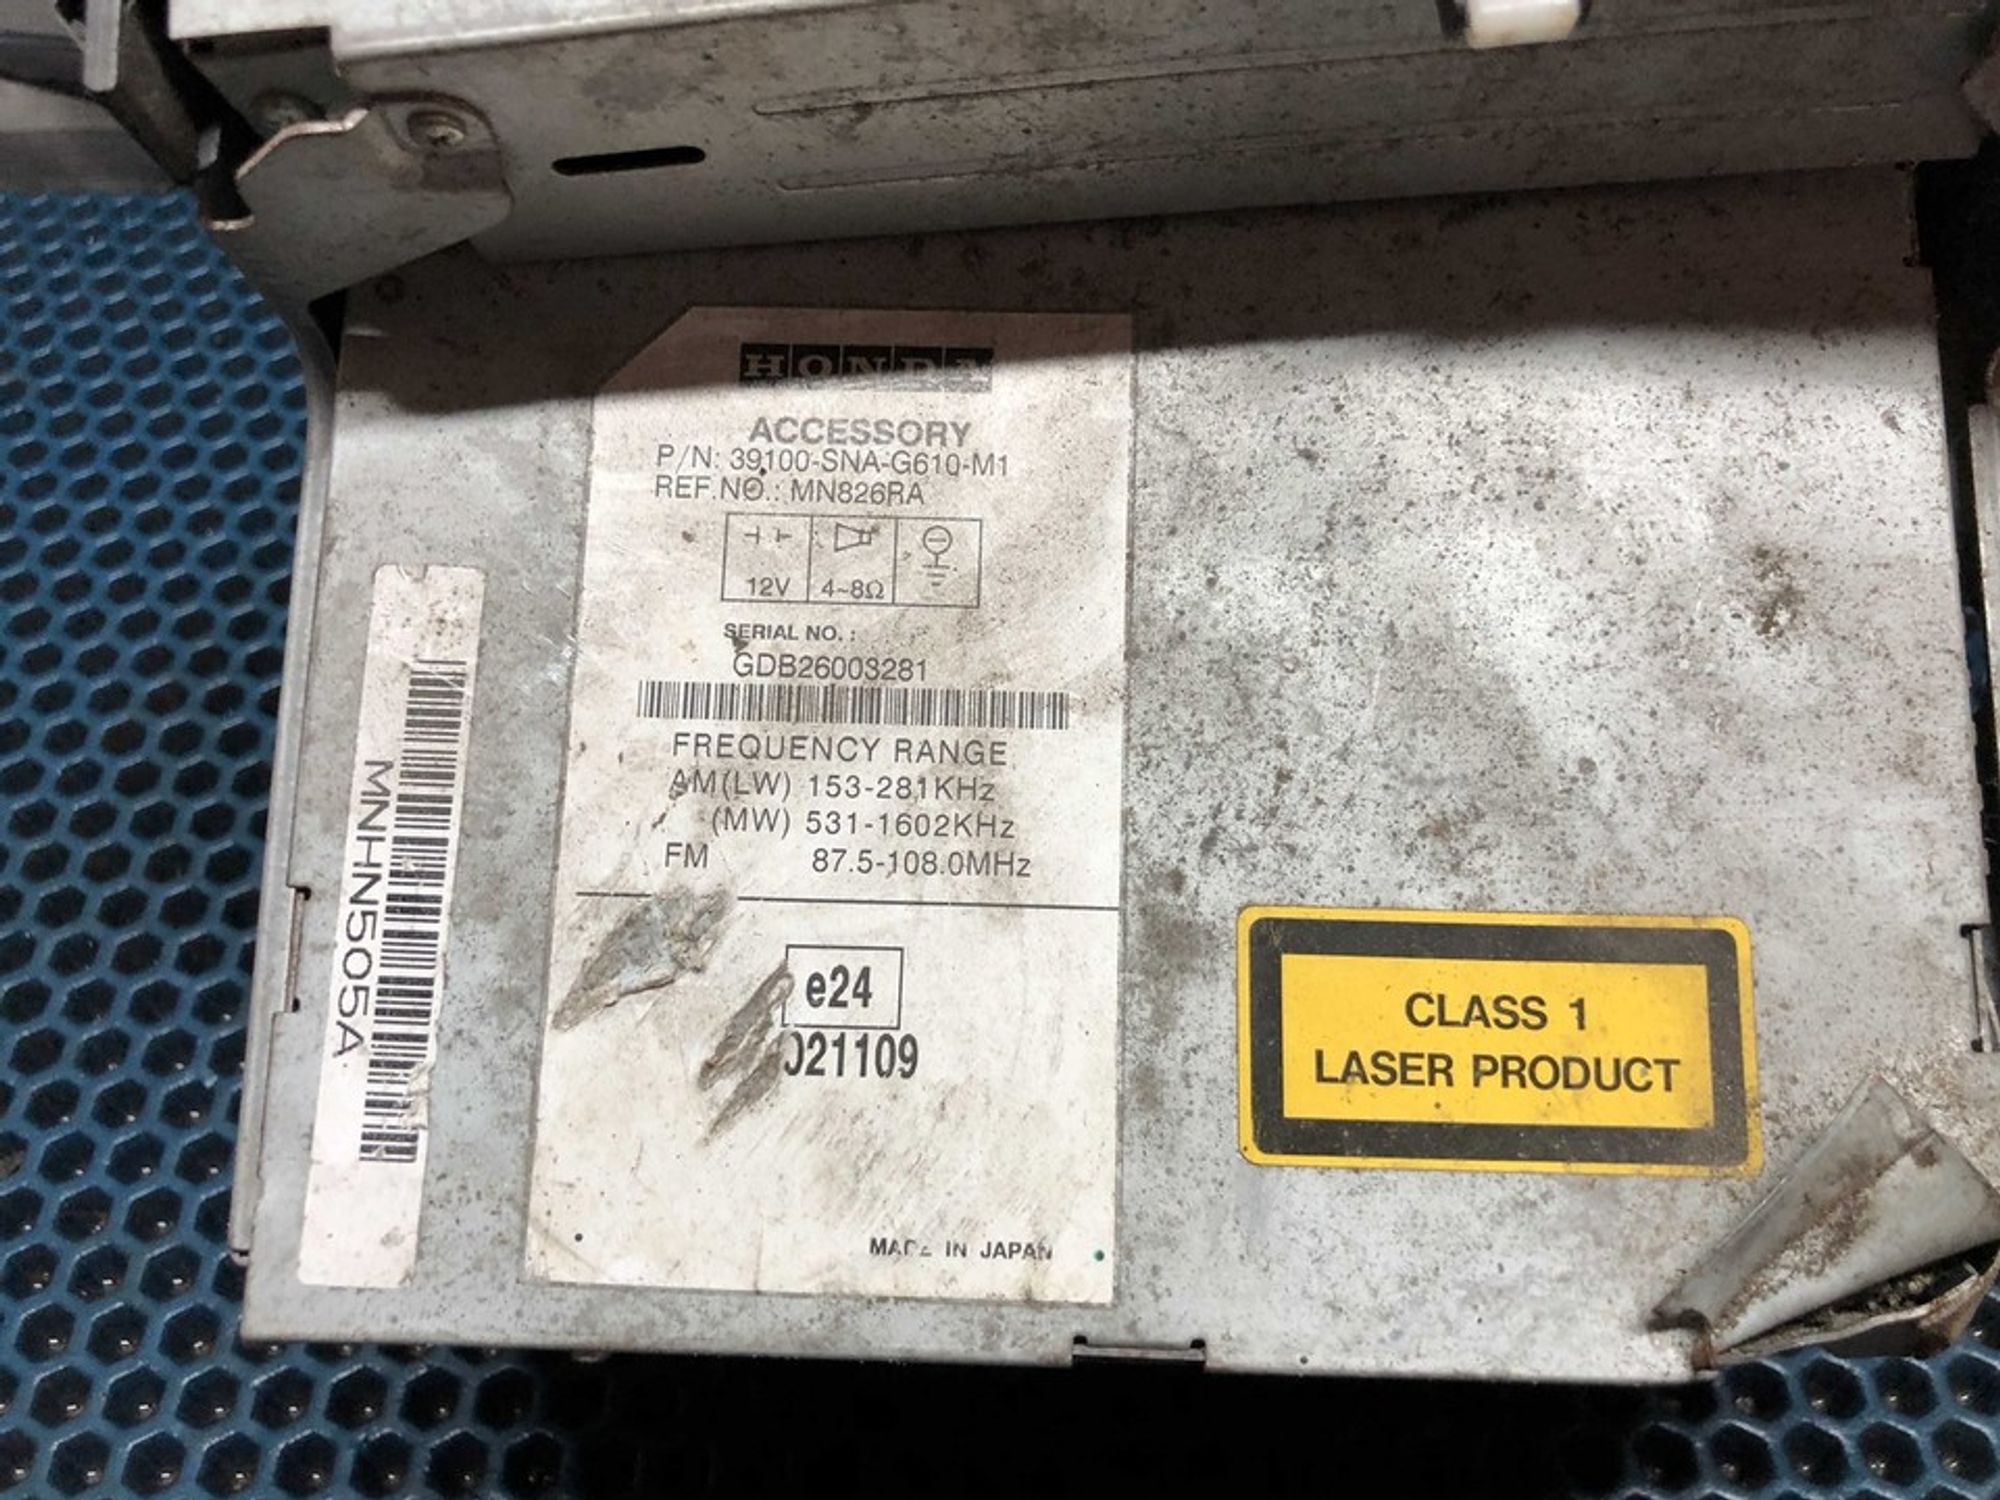 HONDA
ACCESSORY
P/N: 39100-SNA-G610-M1
REF.NO.: MN826RA
12V 4~8Ω
SERIAL NO. :
GDB26003281
FREQUENCY RANGE
AM(LW) 153-281KHz
(MW) 531-1602KHz
FM 87.5-108.0MHz
e24
021109
MADE IN JAPAN
MNHN505A
CLASS 1
LASER PRODUCT